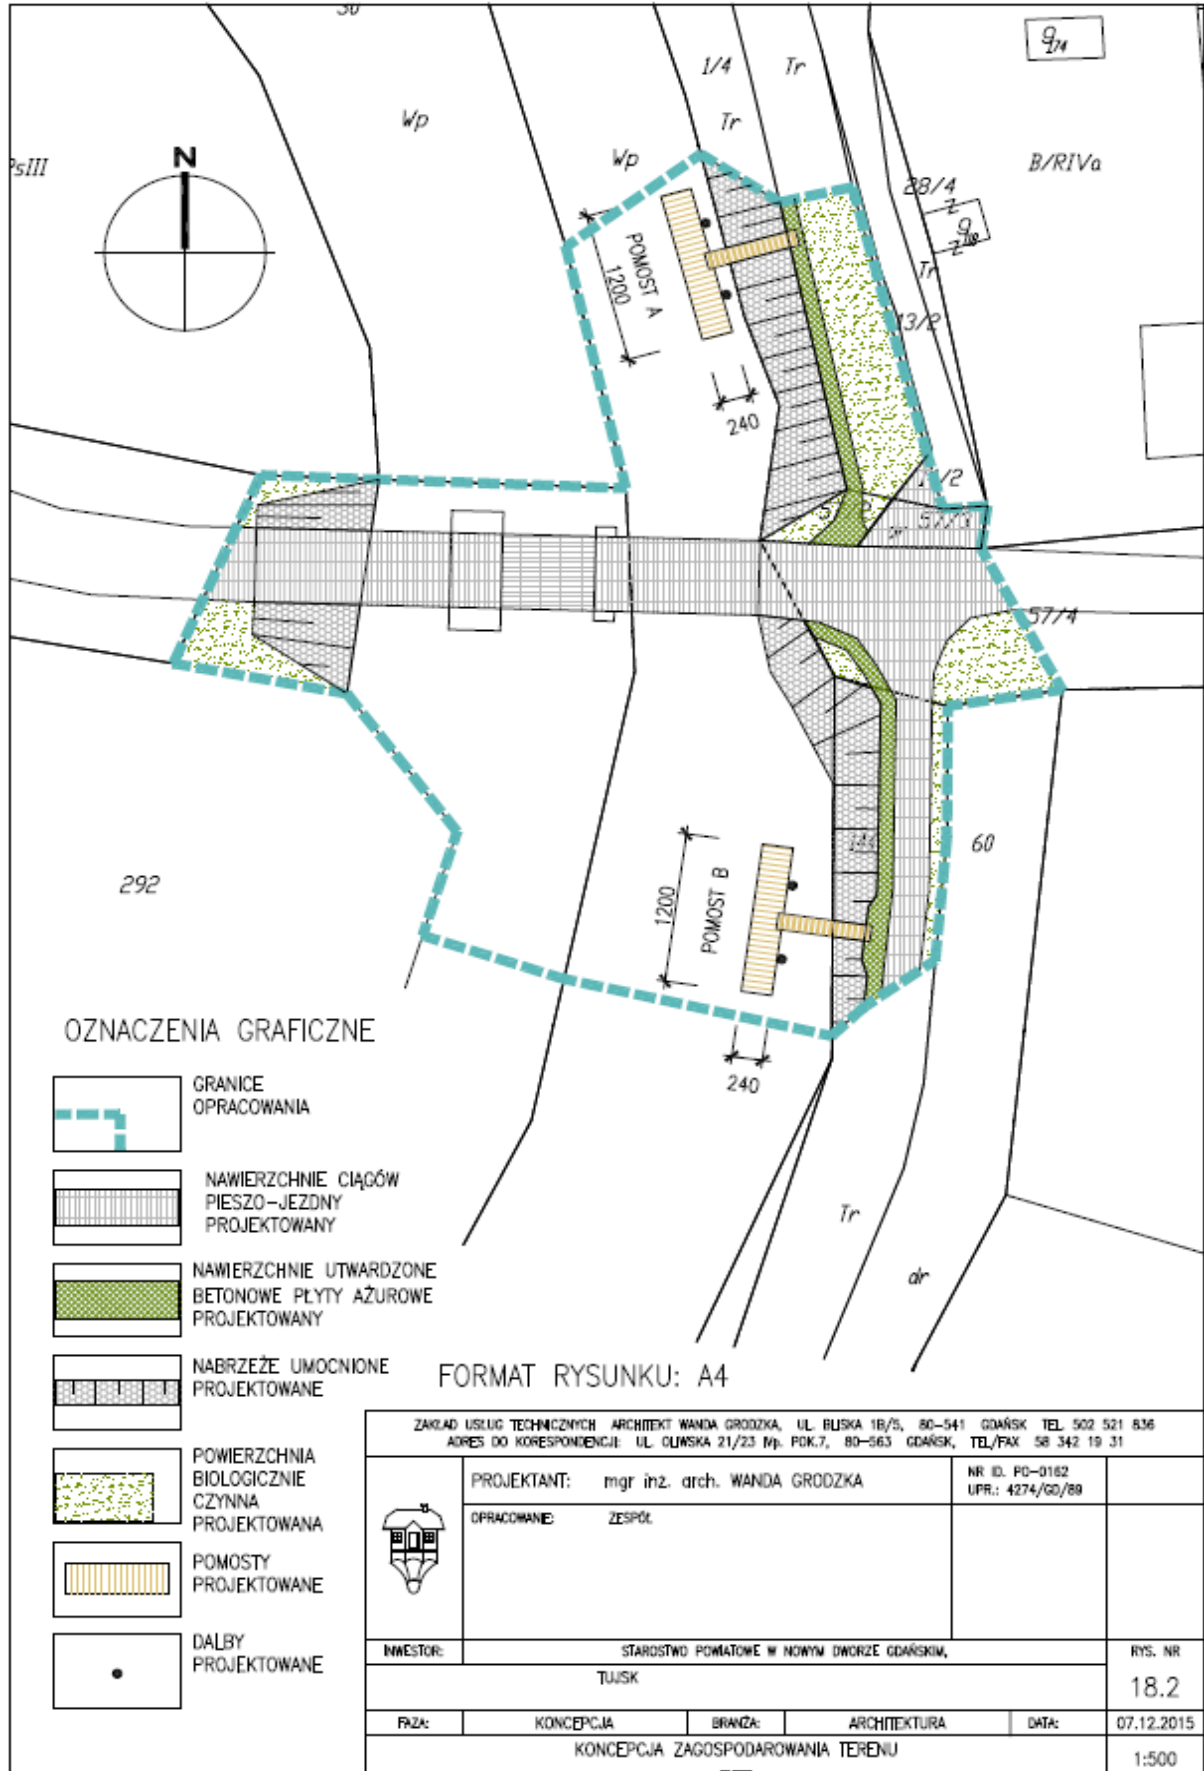 30
1/4
Tr
g
174
Wp
Tr
Wp
B/RIVa
PsIII
N
28/4
g
Tr
POMOST A
1200
13/2
240
57/3
57/4
292
1200
POMOST B
60
240
Tr
dr
OZNACZENIA GRAFICZNE
GRANICE
OPRACOWANIA
NAWIERZCHNIE CIĄGÓW
PIESZO-JEZDNY
PROJEKTOWANY
NAWIERZCHNIE UTWARDZONE
BETONOWE PŁYTY AŻUROWE
PROJEKTOWANY
NABRZEŻE UMOCNIONE
PROJEKTOWANE
POWIERZCHNIA
BIOLOGICZNIE
CZYNNA
PROJEKTOWANA
POMOSTY
PROJEKTOWANE
DALBY
PROJEKTOWANE
FORMAT RYSUNKU: A4
ZAKŁAD USŁUG TECHNICZNYCH ARCHITEKT WANDA GRODZKA, UL. BLISKA 1B/5, 80-541 GDAŃSK TEL. 502 521 836
ADRES DO KORESPONDENCJI: UL. OLIWSKA 21/23 Np. POK.7, 80-563 GDAŃSK, TEL/FAX 58 342 19 31
PROJEKTANT: mgr inż. arch. WANDA GRODZKA
NR ID. PO-0162
UPR.: 4274/GD/89
OPRACOWANIE: ZESPÓŁ
INWESTOR: STAROSTWO POWIATOWE W NOWYM DWORZE GDAŃSKIM,
RYS. NR
TUJSK
18.2
FAZA: KONCEPCJA BRANŻA: ARCHITEKTURA DATA: 07.12.2015
KONCEPCJA ZAGOSPODAROWANIA TERENU
1:500